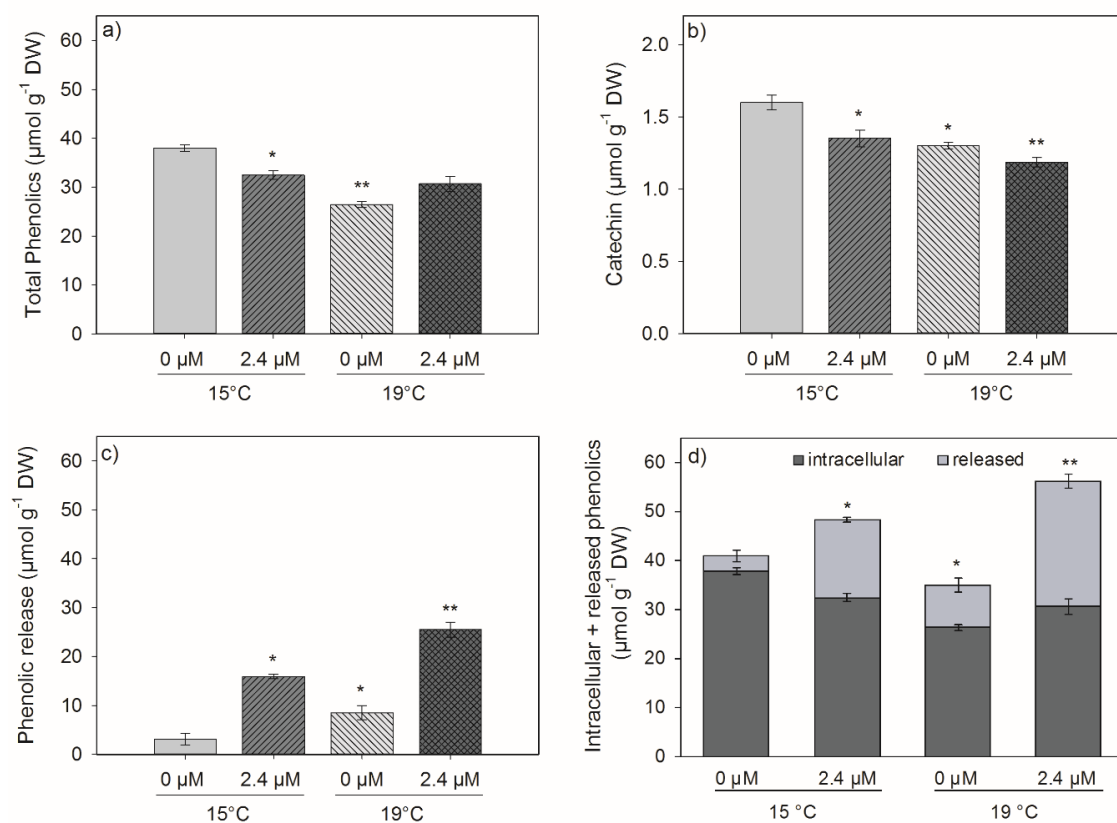 a)
Total Phenolics (µmol g⁻¹ DW)
60
50
40
30
20
10
0
*
**
0 µM 2.4 µM 0 µM 2.4 µM
15°C 19°C
b)
Catechin (µmol g⁻¹ DW)
2.0
1.5
1.0
0.5
0.0
*
*
**
0 µM 2.4 µM 0 µM 2.4 µM
15°C 19°C
c)
Phenolic release (µmol g⁻¹ DW)
60
50
40
30
20
10
0
*
*
**
0 µM 2.4 µM 0 µM 2.4 µM
15°C 19°C
d)
intracellular released
Intracellular + released phenolics
(µmol g⁻¹ DW)
60
50
40
30
20
10
0
*
*
**
0 µM 2.4 µM 0 µM 2.4 µM
15 °C 19 °C